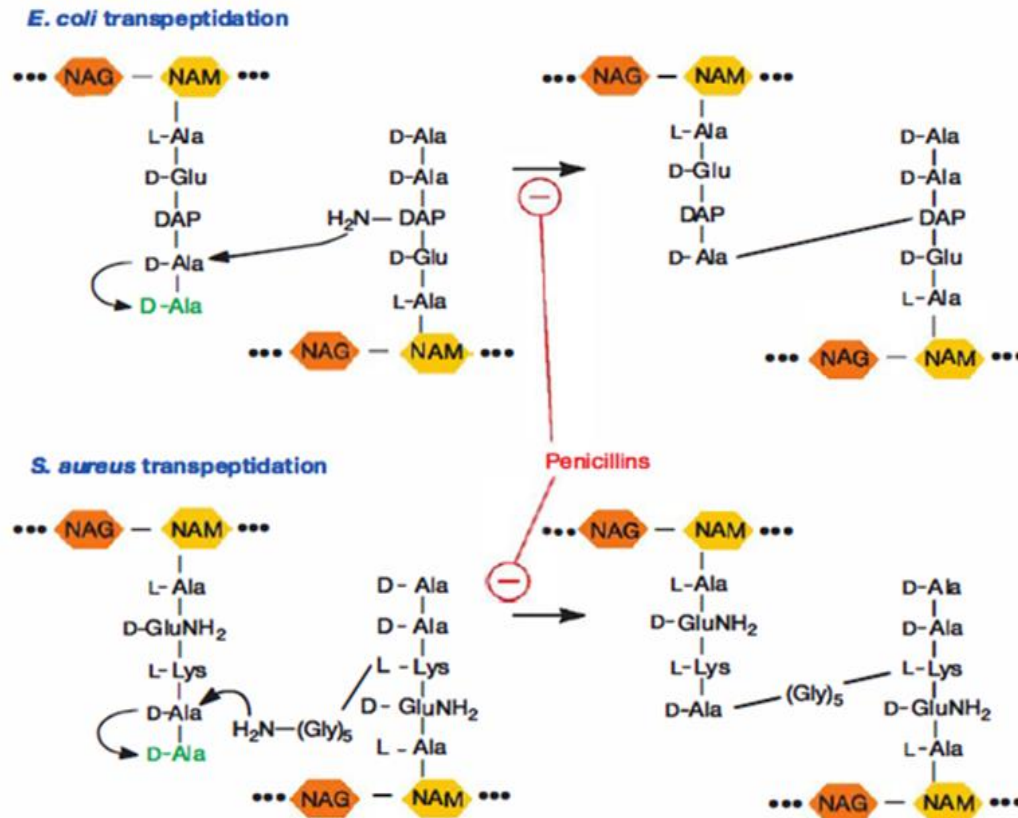 E. coli transpeptidation
••• NAG — NAM •••
L-Ala
D-Glu
DAP
D-Ala
D-Ala
D-Ala
D-Ala
H₂N— DAP
D-Glu
L-Ala
••• NAG — NAM •••
••• NAG — NAM •••
L-Ala
D-Glu
DAP
D-Ala
D-Ala
D-Ala
DAP
D-Glu
L-Ala
••• NAG — NAM •••
Penicillins
S. aureus transpeptidation
••• NAG — NAM •••
L-Ala
D-GluNH₂
L-Lys
D-Ala
D-Ala
H₂N—(Gly)₅
D- Ala
D- Ala
L -Lys
D- GluNH₂
L - Ala
••• NAG — NAM •••
••• NAG — NAM •••
L-Ala
D-GluNH₂
L-Lys
D-Ala
(Gly)₅
D-Ala
D-Ala
L-Lys
D-GluNH₂
L-Ala
••• NAG — NAM •••